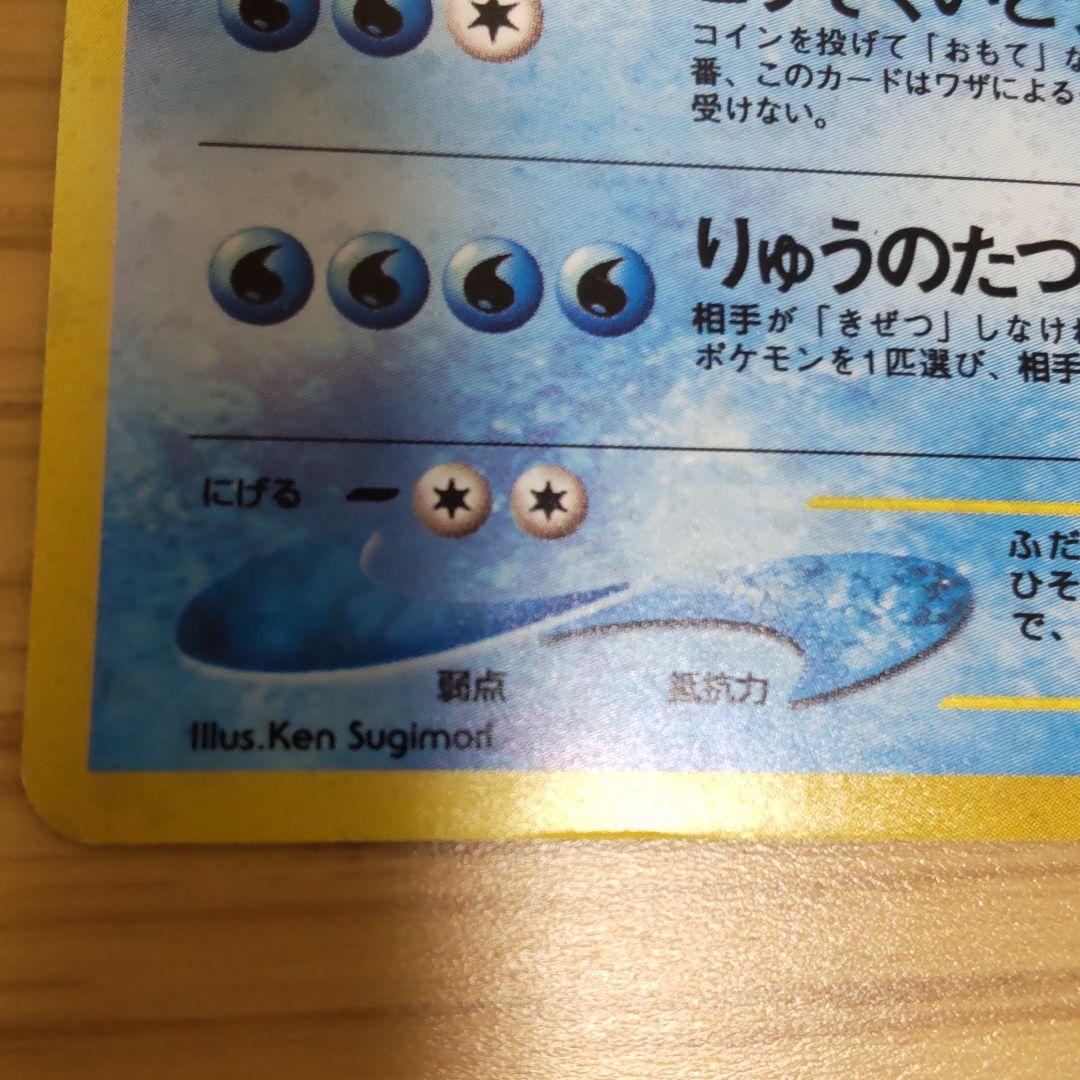 コインを投げて「おもて」な
番、このカードはワザによる
受けない。
りゅうのたつ
相手が「きぜつ」しなけれ
ポケモンを1匹選び、相手
にげる
ふだ
ひそ
で、
弱点 抵抗力
Illus.Ken Sugimori